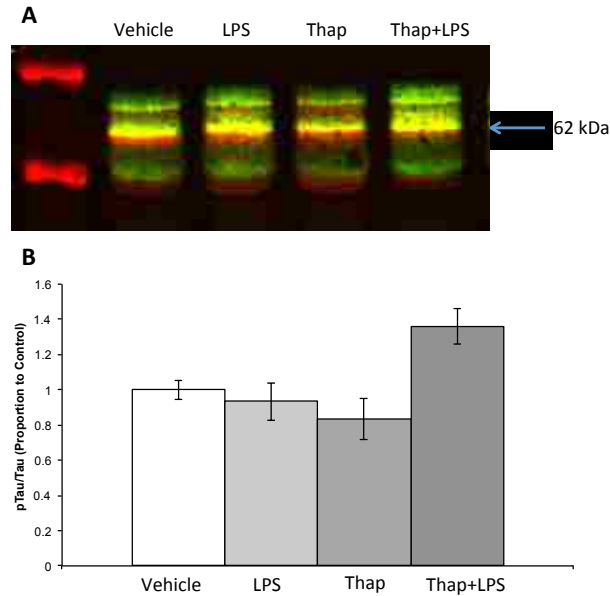 A
Vehicle LPS Thap Thap+LPS
62 kDa
B
pTau/Tau (Proportion to Control)
1.6
1.4
1.2
1
0.8
0.6
0.4
0.2
0
Vehicle LPS Thap Thap+LPS